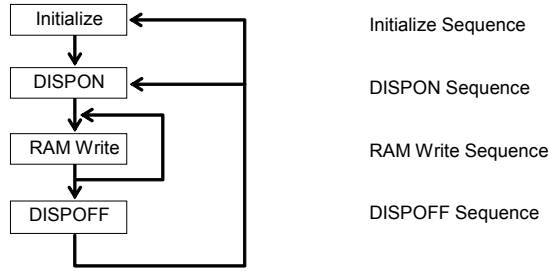 Initialize
Initialize Sequence
DISPON
DISPON Sequence
RAM Write
RAM Write Sequence
DISPOFF
DISPOFF Sequence